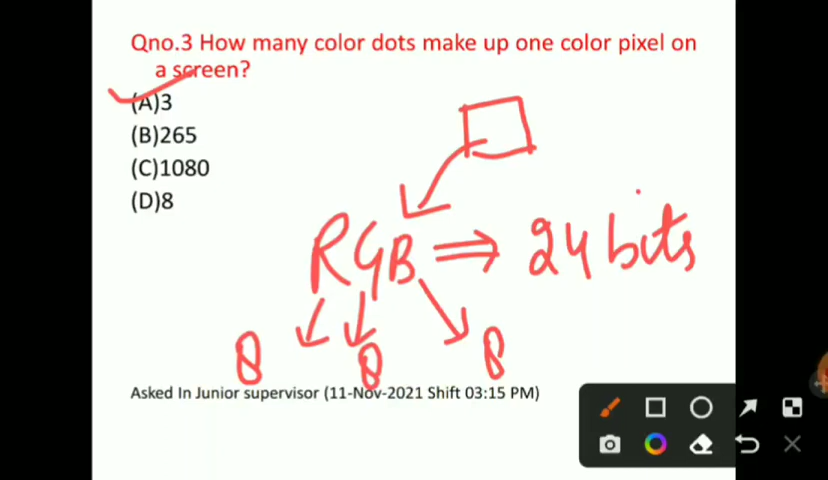 Qno.3 How many color dots make up one color pixel on
a screen?
(A)3
(B)265
(C)1080
(D)8
RGB ⇒ 24 bits
8 8 8
Asked In Junior supervisor (11-Nov-2021 Shift 03:15 PM)